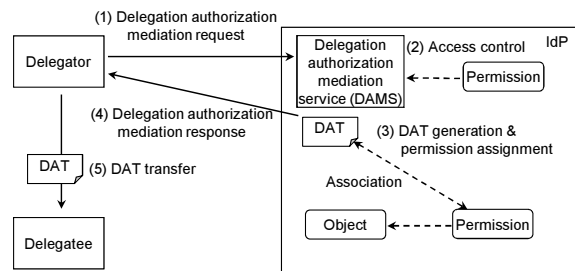 (1) Delegation authorization
mediation request
IdP
Delegator
Delegation
authorization
mediation
service (DAMS)
(2) Access control
Permission
(4) Delegation authorization
mediation response
DAT
(3) DAT generation &
permission assignment
DAT
(5) DAT transfer
Association
Object
Permission
Delegatee